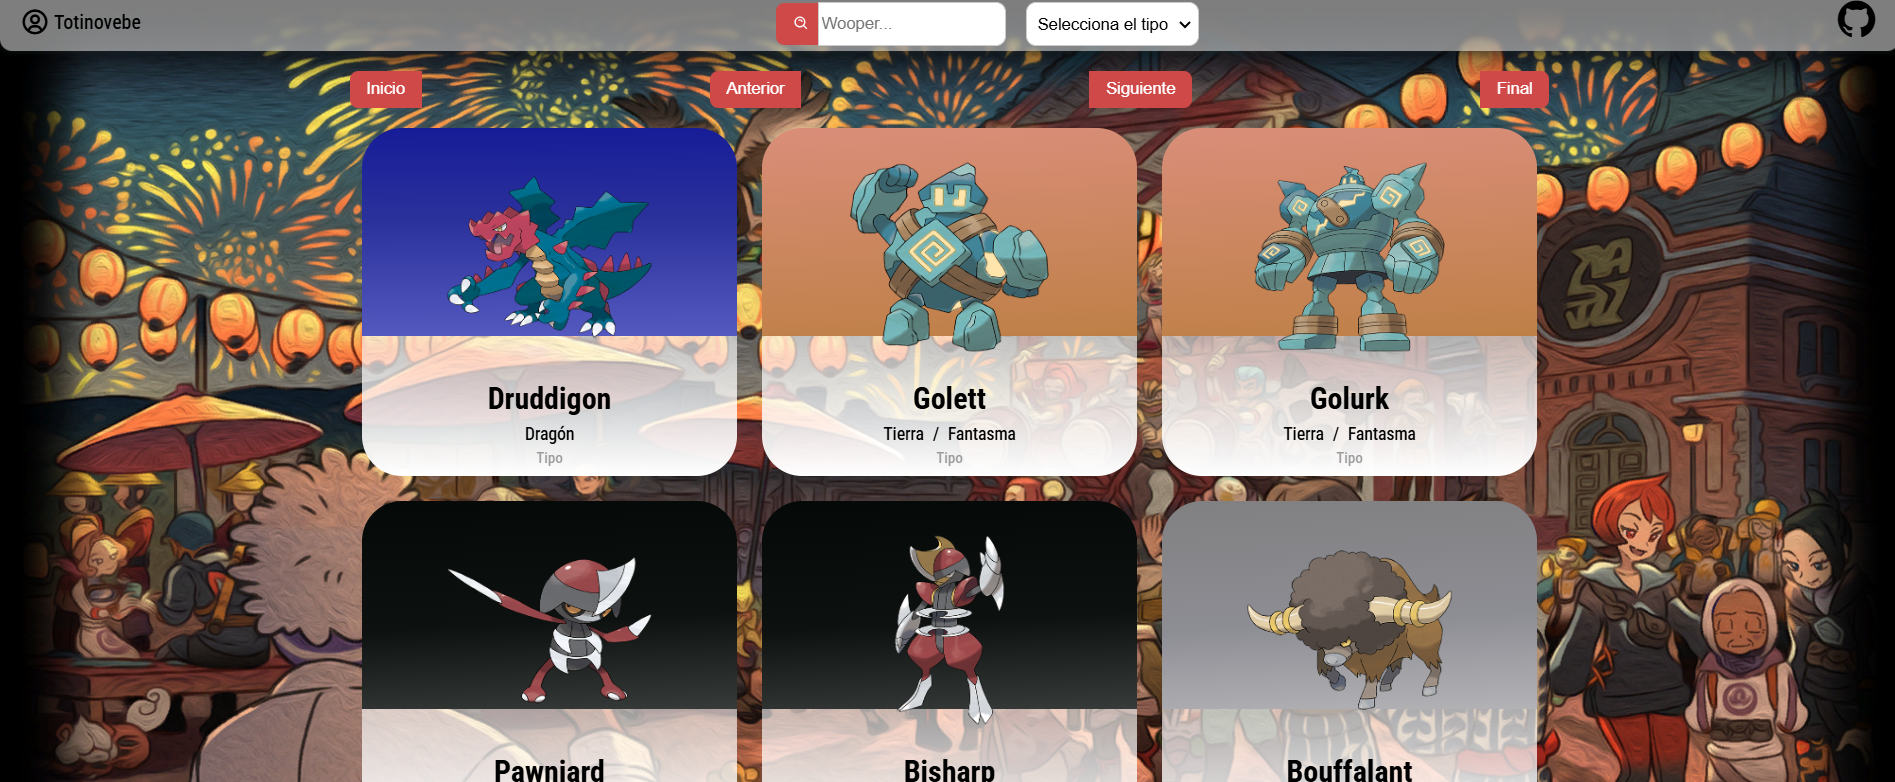 Totinovebe
Wooper...
Selecciona el tipo
Inicio
Anterior
Siguiente
Final
Druddigon
Dragón
Tipo
Golett
Tierra / Fantasma
Tipo
Golurk
Tierra / Fantasma
Tipo
Pawniard
Bisharp
Bouffalant